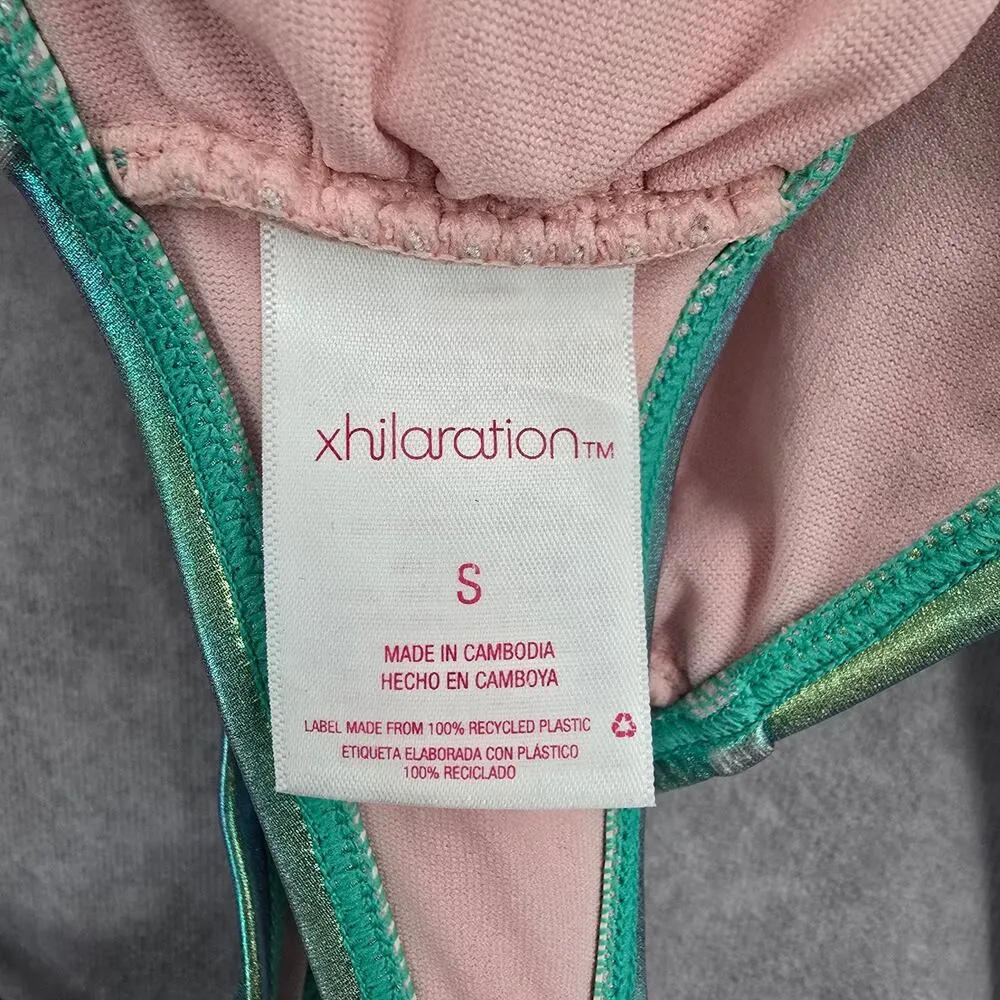 xhilaration™
S
MADE IN CAMBODIA
HECHO EN CAMBOYA
LABEL MADE FROM 100% RECYCLED PLASTIC
ETIQUETA ELABORADA CON PLÁSTICO
100% RECICLADO